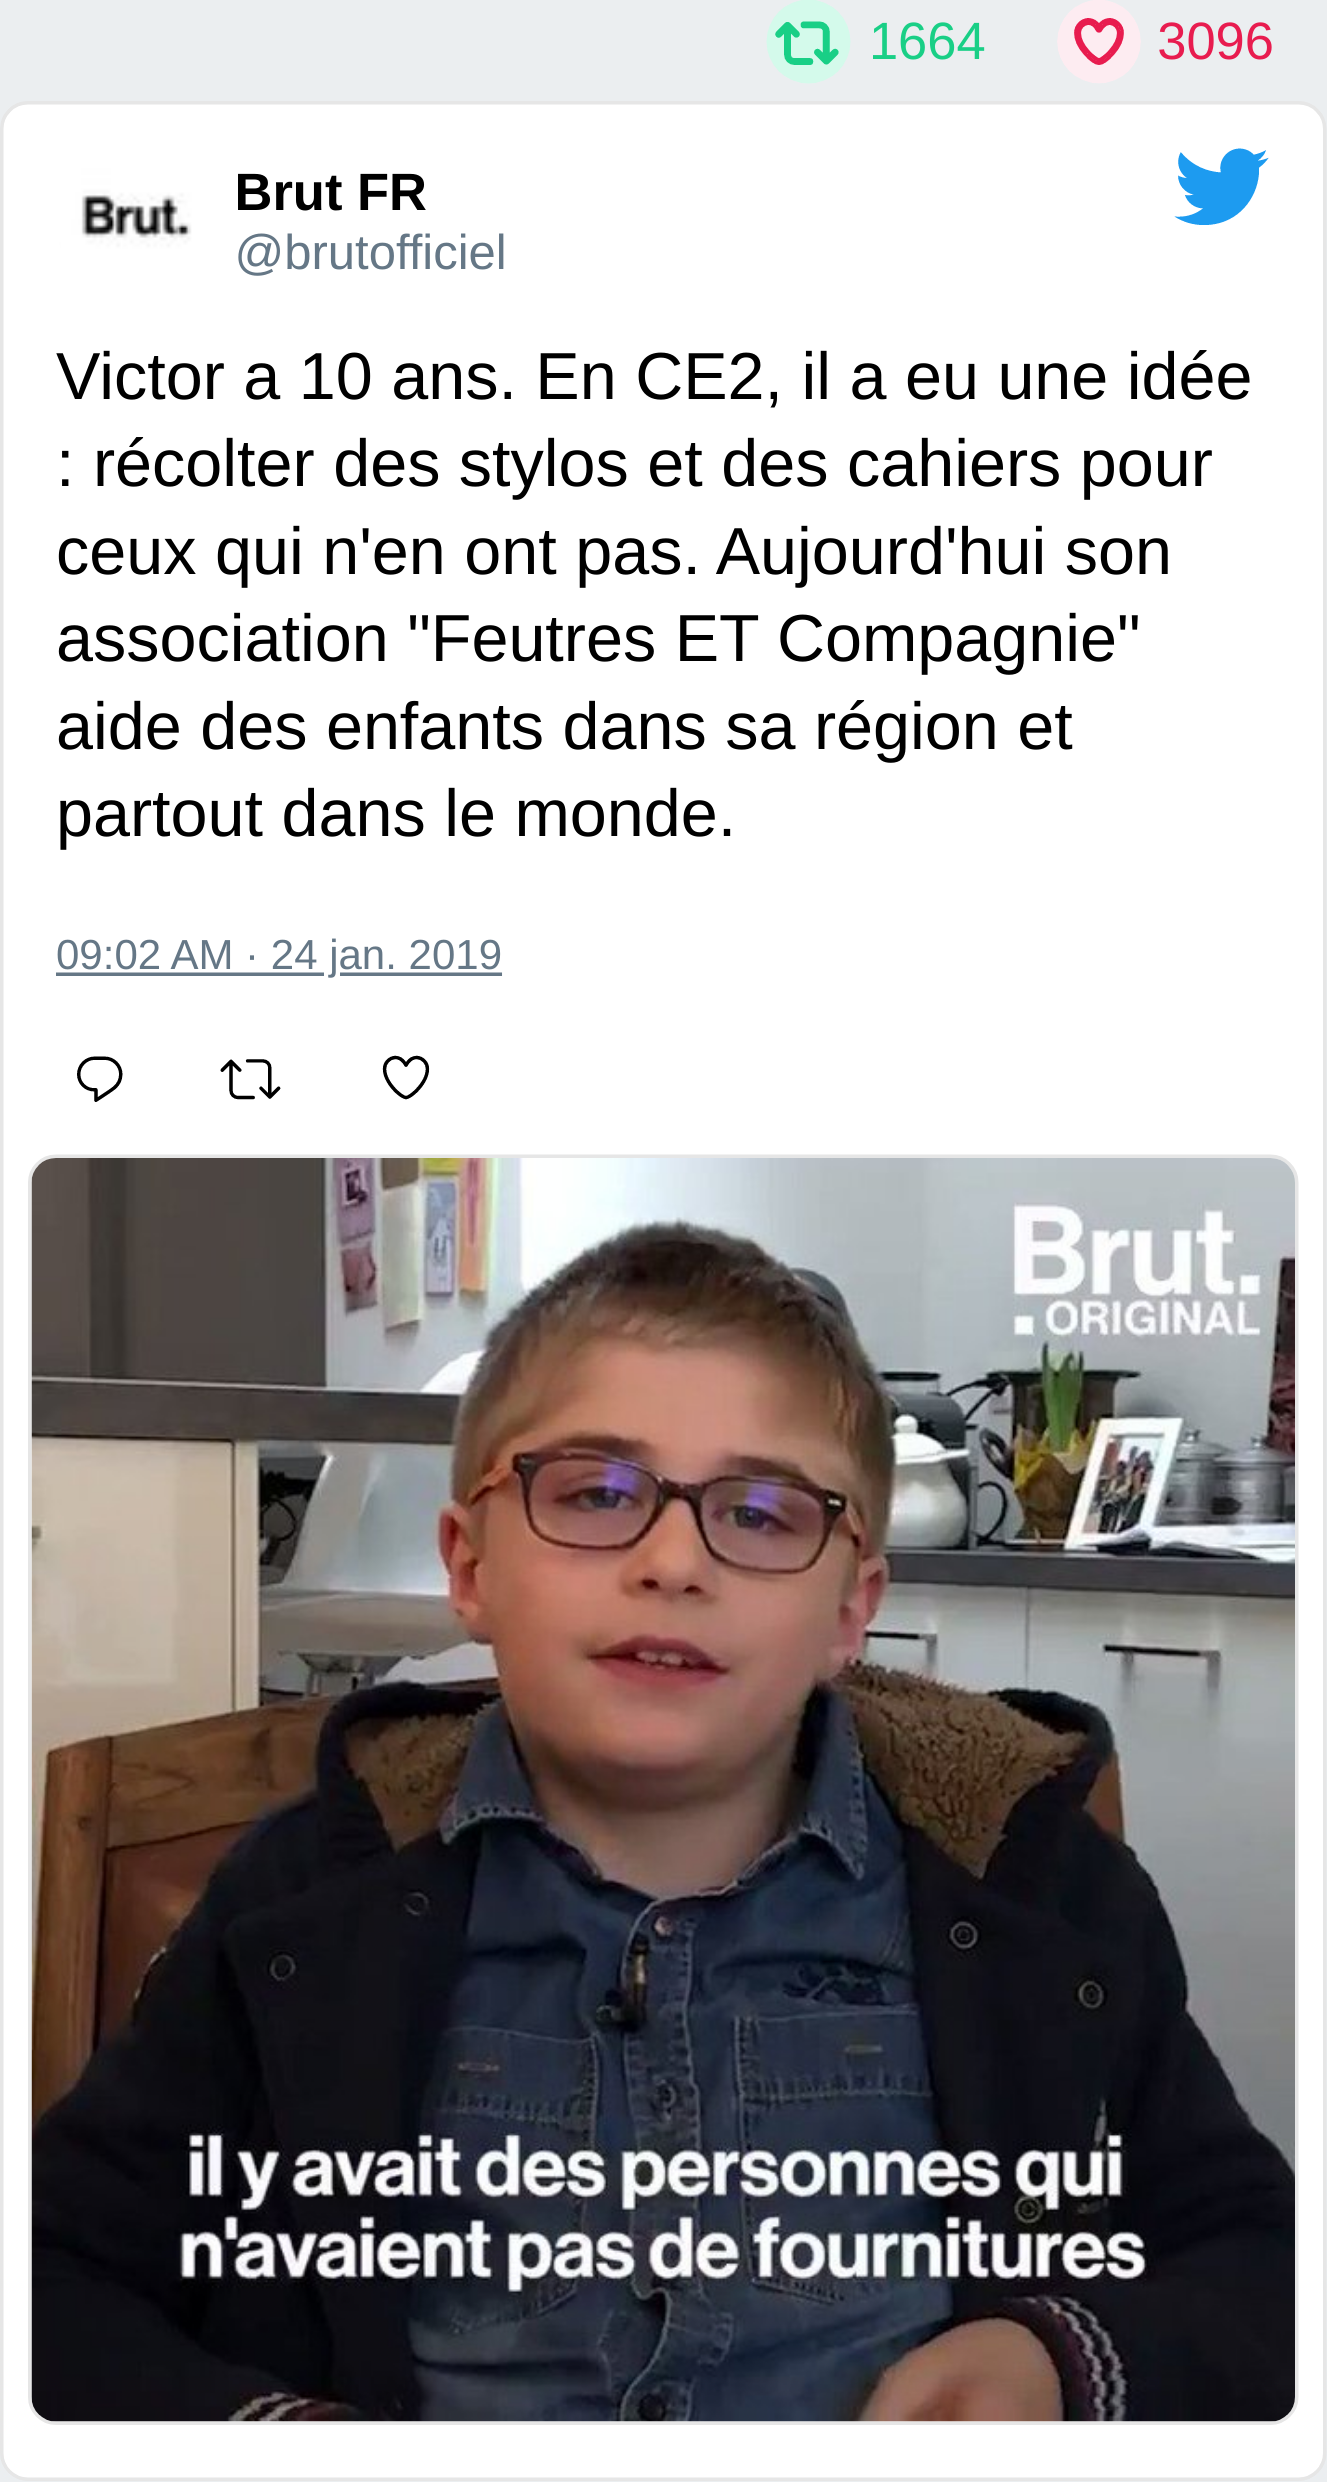 1664 3096
Brut.
Brut FR
@brutofficiel
Victor a 10 ans. En CE2, il a eu une idée
: récolter des stylos et des cahiers pour
ceux qui n'en ont pas. Aujourd'hui son
association "Feutres ET Compagnie"
aide des enfants dans sa région et
partout dans le monde.
09:02 AM · 24 jan. 2019
Brut.
ORIGINAL
il y avait des personnes qui
n'avaient pas de fournitures